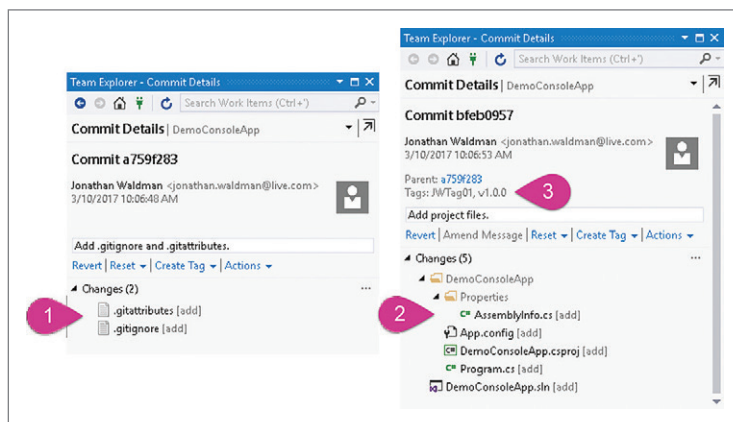 Team Explorer - Commit Details
Search Work Items (Ctrl+')
Commit Details | DemoConsoleApp
Commit a759f283
Jonathan Waldman <jonathan.waldman@live.com>
3/10/2017 10:06:48 AM
Add .gitignore and .gitattributes.
Revert | Reset | Create Tag | Actions
Changes (2)
...
1
.gitattributes [add]
.gitignore [add]
Team Explorer - Commit Details
Search Work Items (Ctrl+')
Commit Details | DemoConsoleApp
Commit bfeb0957
Jonathan Waldman <jonathan.waldman@live.com>
3/10/2017 10:06:53 AM
Parent: a759f283
Tags: JWTag01, v1.0.0
3
Add project files.
Revert | Amend Message | Reset | Create Tag | Actions
Changes (5)
...
DemoConsoleApp
Properties
2
C# AssemblyInfo.cs [add]
App.config [add]
C# DemoConsoleApp.csproj [add]
C# Program.cs [add]
DemoConsoleApp.sln [add]